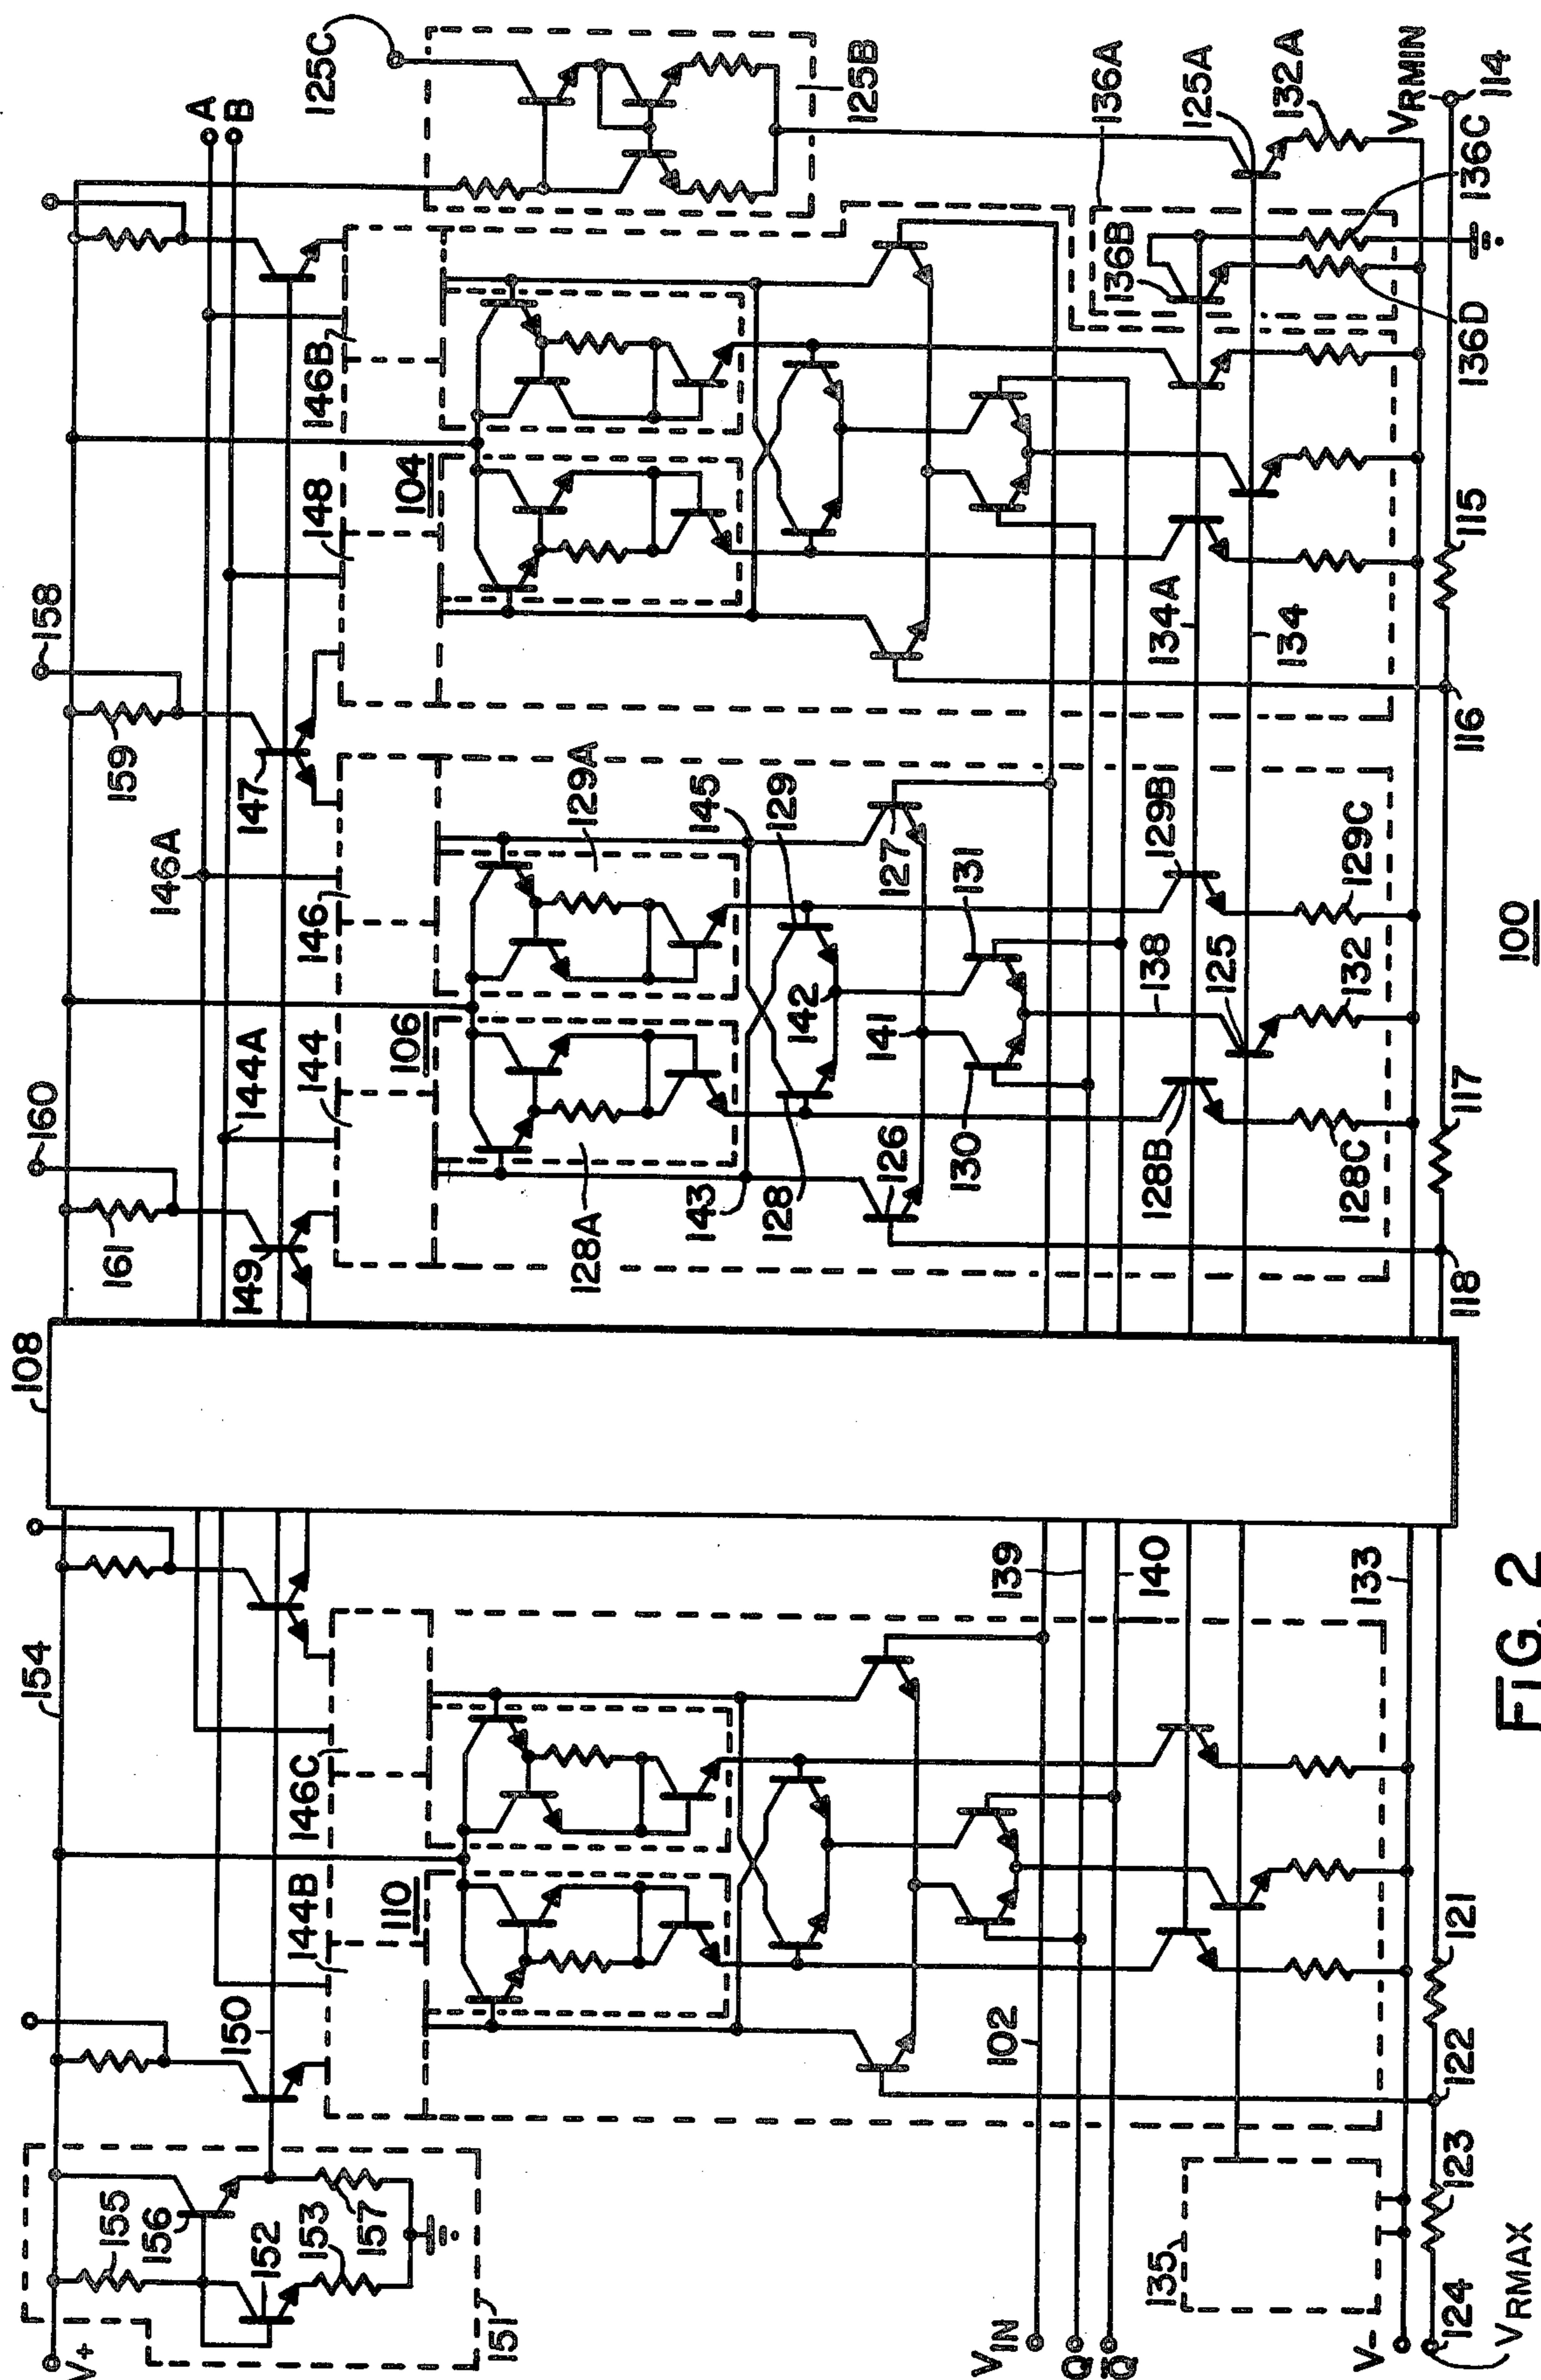 154
108
160
158
V+
155
161
159
A
B
156
146A
144A
150
149
147
125C
152
153
157
144B
146C
144
146
148
146B
110
106
104
151
128A
129A
143
145
128
129
142
125B
126
141
127
102
139
130
131
VIN
Q
Q̅
140
138
134A
136A
136B
128B
125
129B
125A
135
134
132A
133
128C
132
129C
V-
121
117
115
VRMIN
124
123
122
118
116
136D
136C
114
VRMAX
FIG. 2
100